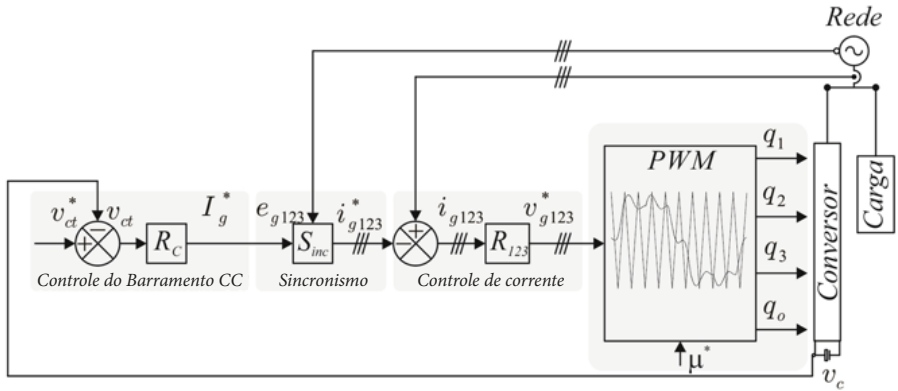 Rede
v*ct
vct
RC
I*g
Controle do Barramento CC
eg123
Sinc
i*g123
Sincronismo
ig123
R123
v*g123
Controle de corrente
PWM
μ*
q1
q2
q3
qo
Conversor
Carga
vc